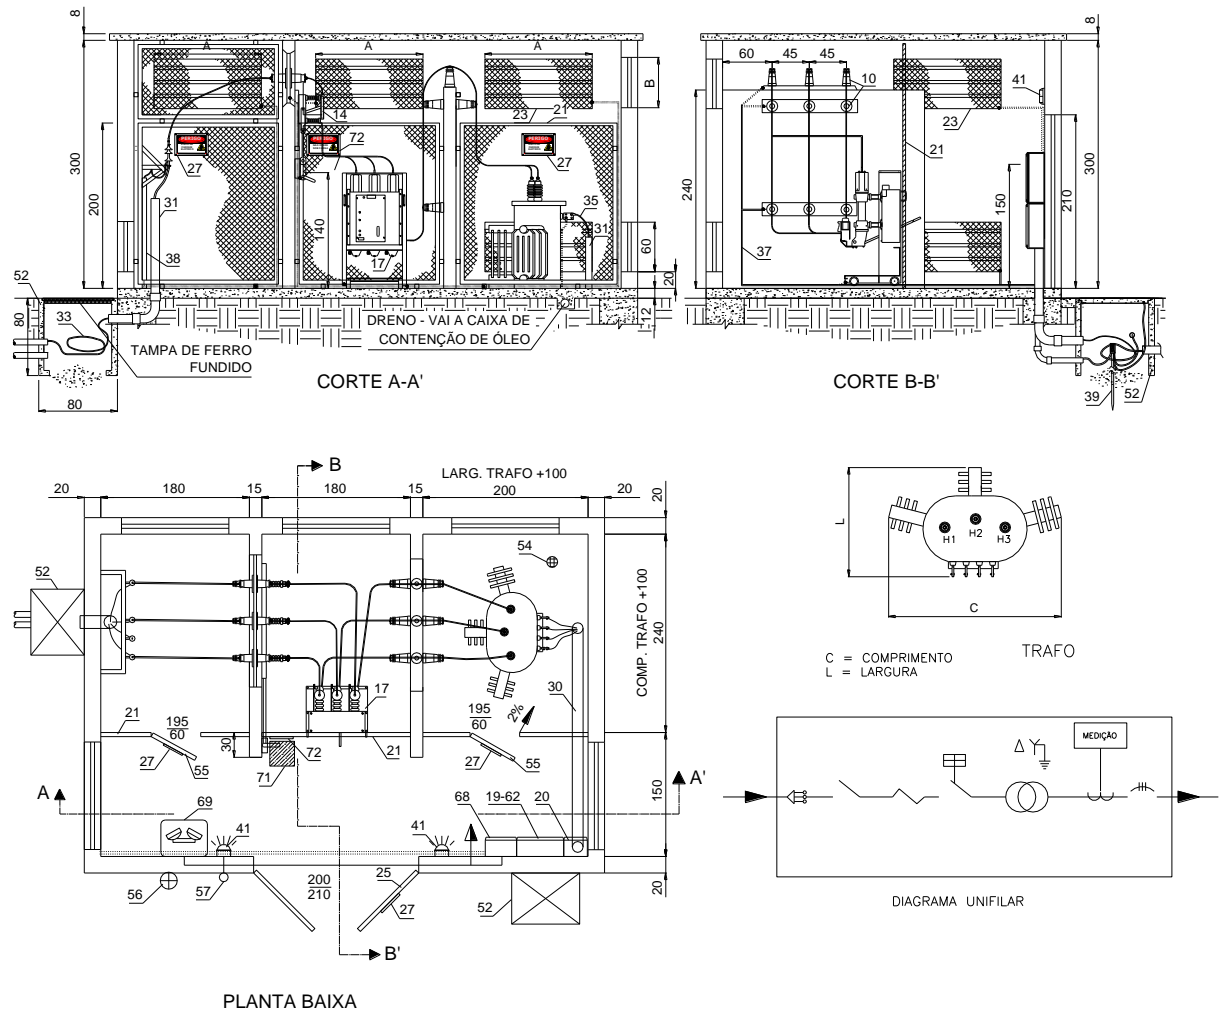 8
A
A
A
B
300
200
PERIGO
27
14
PERIGO
72
23
21
PERIGO
27
31
35
31
38
140
17
60
20
12
52
80
33
80
TAMPA DE FERRO
FUNDIDO
DRENO - VAI A CAIXA DE
CONTENÇÃO DE ÓLEO
CORTE A-A'
8
60
45
45
10
41
23
21
240
150
210
300
37
39
52
CORTE B-B'
B
LARG. TRAFO +100
20
180
15
180
15
200
20
20
54
52
COMP. TRAFO +100
240
30
17
21
195
60
27
55
30
72
71
21
195
60
2%
27
55
A
A'
150
69
41
41
68
19-62
20
56
57
200
210
25
27
52
20
B'
PLANTA BAIXA
L
H1
H2
H3
C
C = COMPRIMENTO
L = LARGURA
TRAFO
MEDIÇÃO
DIAGRAMA UNIFILAR